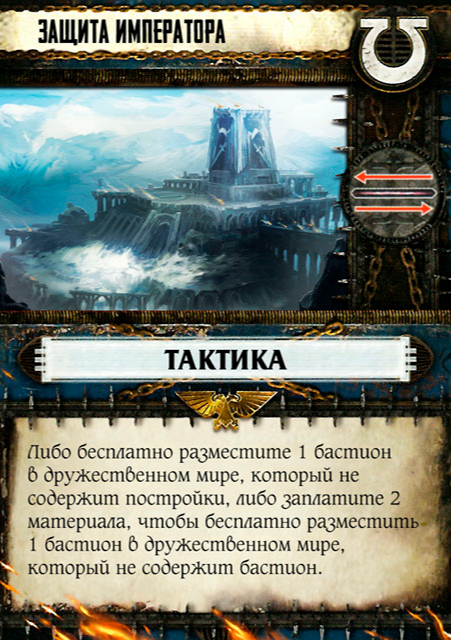 ЗАЩИТА ИМПЕРАТОРА
ТАКТИКА
Либо бесплатно разместите 1 бастион
в дружественном мире, который не
содержит постройки, либо заплатите 2
материала, чтобы бесплатно разместить
1 бастион в дружественном мире,
который не содержит бастион.